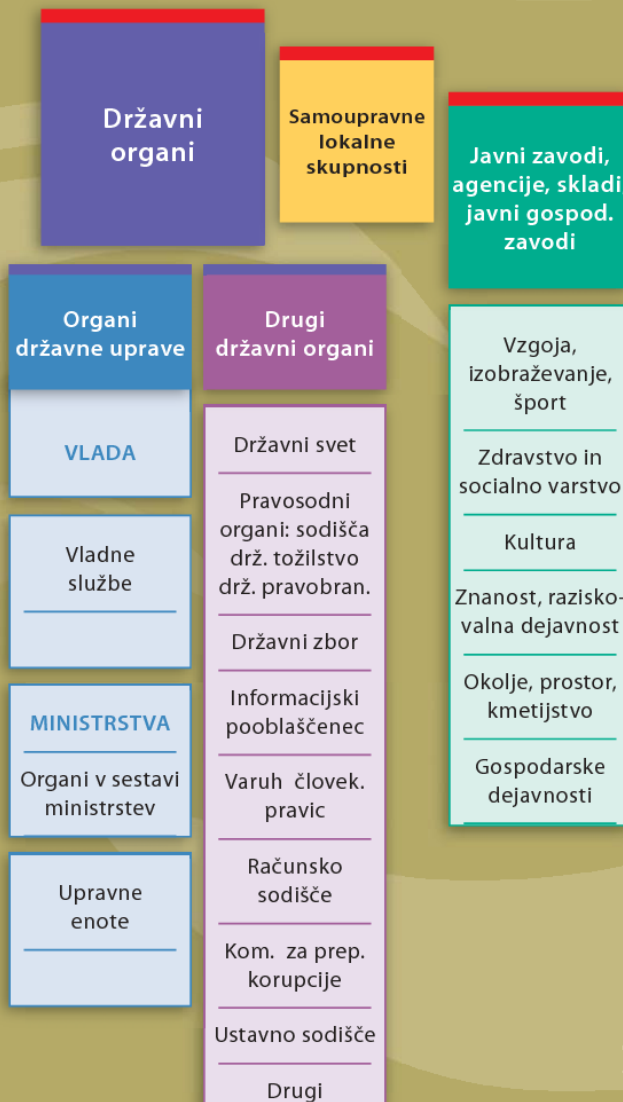 Državni
organi
Samoupravne
lokalne
skupnosti
Javni zavodi,
agencije, skladi
javni gospod.
zavodi
Organi
državne uprave
VLADA
Vladne
službe
MINISTRSTVA
Organi v sestavi
ministrstev
Upravne
enote
Drugi
državni organi
Državni svet
Pravosodni
organi: sodišča
drž. tožilstvo
drž. pravobran.
Državni zbor
Informacijski
pooblaščenec
Varuh človek.
pravic
Računsko
sodišče
Kom. za prep.
korupcije
Ustavno sodišče
Drugi
Vzgoja,
izobraževanje,
šport
Zdravstvo in
socialno varstvo
Kultura
Znanost, razisko-
valna dejavnost
Okolje, prostor,
kmetijstvo
Gospodarske
dejavnosti